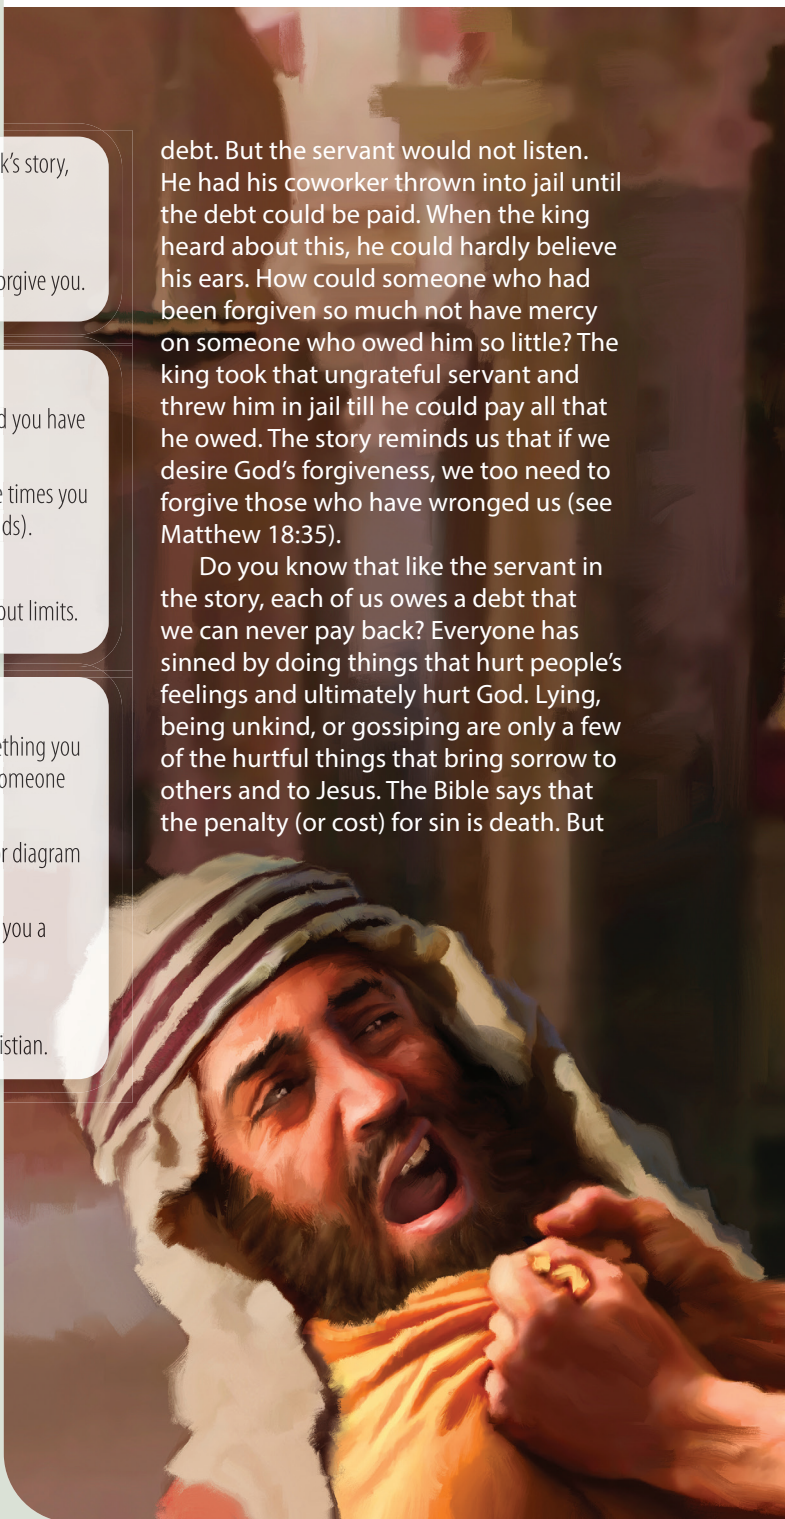 k's story,
orgive you.
d you have
e times you
ds).
out limits.
ething you
omeone
r diagram
you a
istian.
debt. But the servant would not listen.
He had his coworker thrown into jail until
the debt could be paid. When the king
heard about this, he could hardly believe
his ears. How could someone who had
been forgiven so much not have mercy
on someone who owed him so little? The
king took that ungrateful servant and
threw him in jail till he could pay all that
he owed. The story reminds us that if we
desire God's forgiveness, we too need to
forgive those who have wronged us (see
Matthew 18:35).
Do you know that like the servant in
the story, each of us owes a debt that
we can never pay back? Everyone has
sinned by doing things that hurt people's
feelings and ultimately hurt God. Lying,
being unkind, or gossiping are only a few
of the hurtful things that bring sorrow to
others and to Jesus. The Bible says that
the penalty (or cost) for sin is death. But